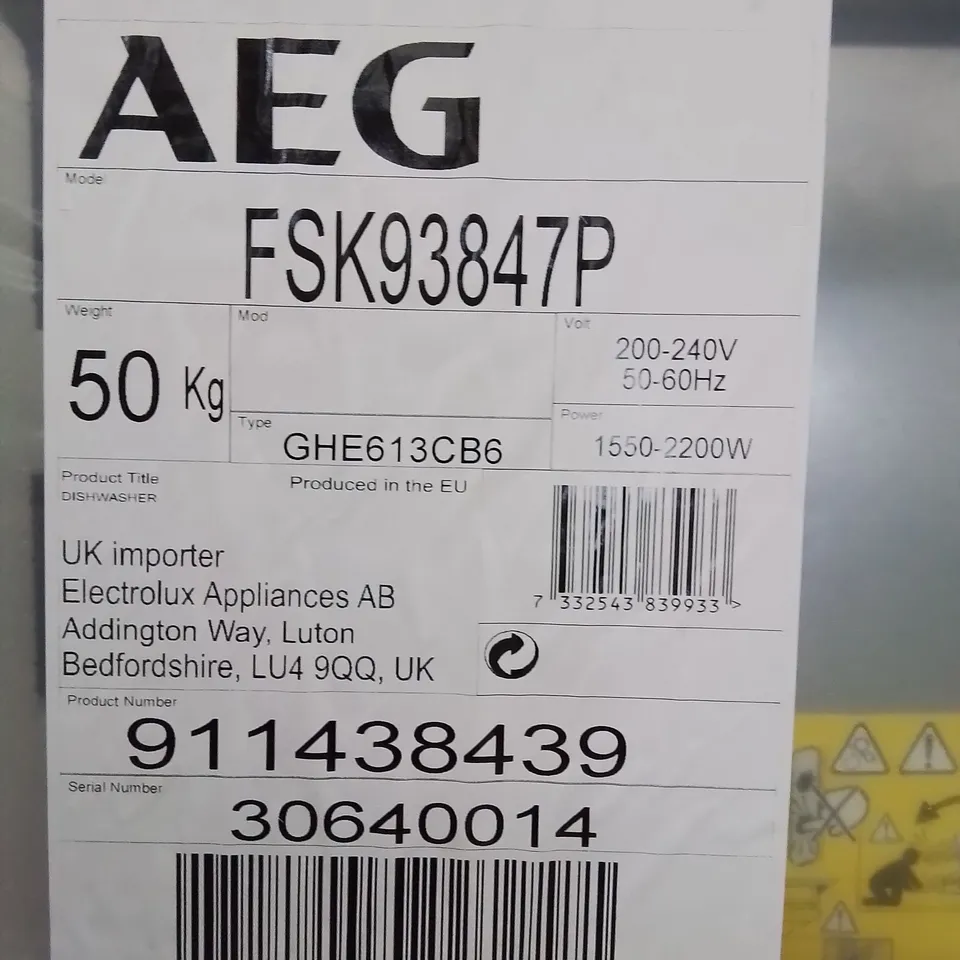 AEG
Model
FSK93847P
Weight
50 Kg
Mod
Volt
200-240V
50-60Hz
Type
GHE613CB6
Power
1550-2200W
Product Title
DISHWASHER
Produced in the EU
7 332543 839933 >
UK importer
Electrolux Appliances AB
Addington Way, Luton
Bedfordshire, LU4 9QQ, UK
Product Number
911438439
Serial Number
30640014